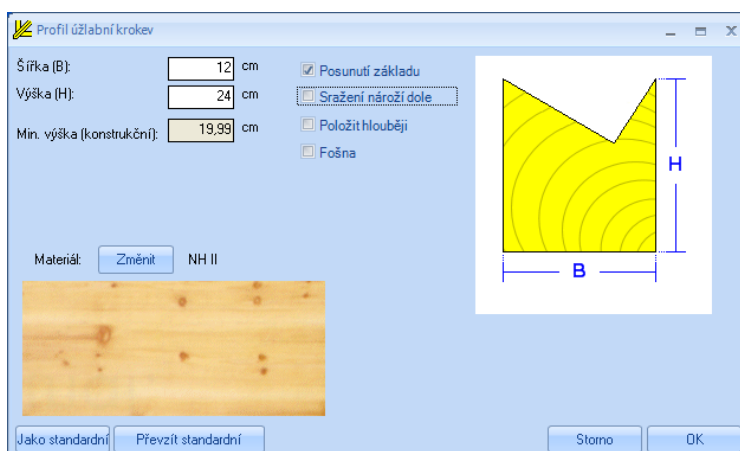 Profil úžlabní krokev
Šířka (B): 12 cm
Výška (H): 24 cm
Min. výška (konstrukční): 19,99 cm
Posunutí základu
Sražení nároží dole
Položit hlouběji
Fošna
H
B
Materiál: Změnit NH II
Jako standardní Převzít standardní Storno OK